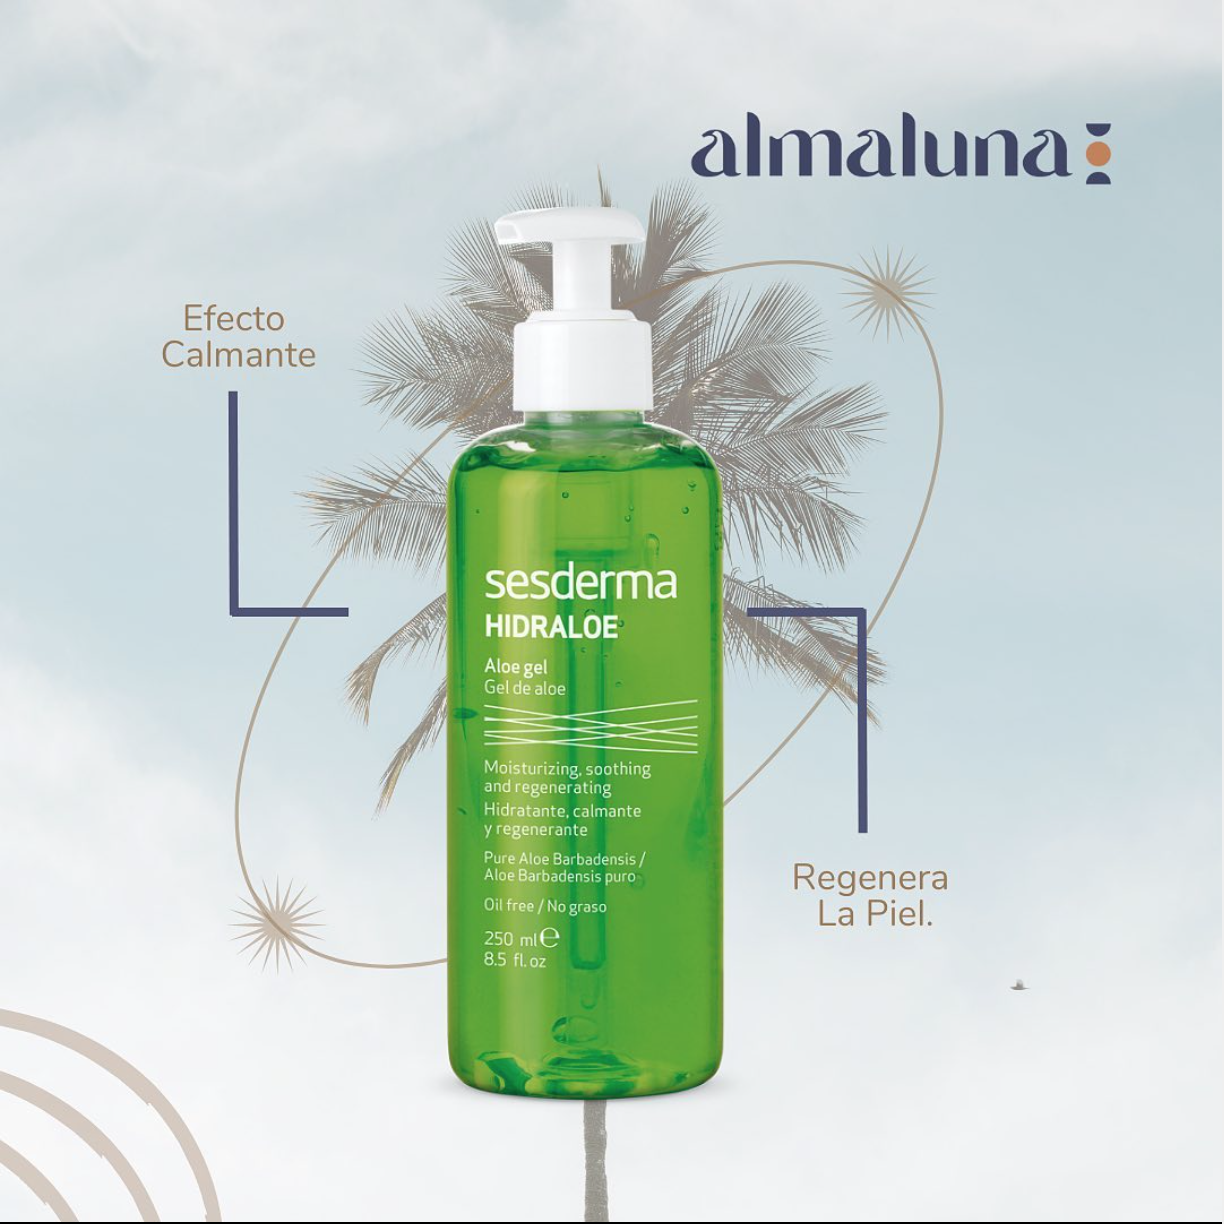 almaluna
Efecto
Calmante
sesderma
HIDRALOE
Aloe gel
Gel de aloe
Moisturizing, soothing
and regenerating
Hidratante, calmante
y regenerante
Pure Aloe Barbadensis /
Aloe Barbadensis puro
Oil free / No graso
250 ml ℮
8.5 fl. oz
Regenera
La Piel.